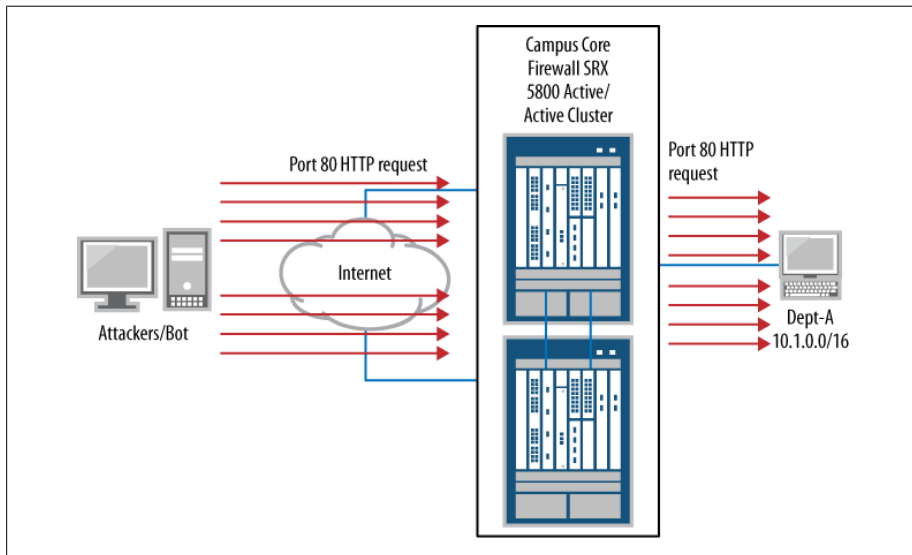 Campus Core
Firewall SRX
5800 Active/
Active Cluster
Port 80 HTTP request
Port 80 HTTP
request
Internet
Attackers/Bot
Dept-A
10.1.0.0/16